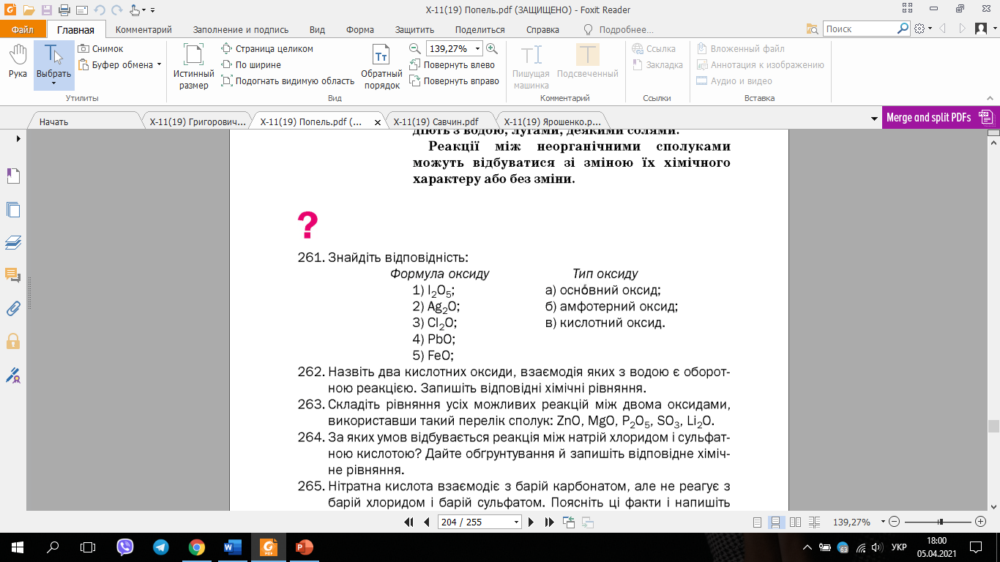 X-11(19) Попель.pdf (ЗАЩИЩЕНО) - Foxit Reader
Файл Главная Комментарий Заполнение и подпись Вид Форма Защитить Поделиться Справка Подробнее... Поиск
Рука
Выбрать
Снимок
Буфер обмена
Утилиты
Истинный размер
Страница целиком
По ширине
Подогнать видимую область
Обратный порядок
139,27%
Повернуть влево
Повернуть вправо
Вид
Пишущая машинка
Подсвеченный
Комментарий
Ссылка
Закладка
Ссылки
Вложенный файл
Аннотация к изображению
Аудио и видео
Вставка
Начать X-11(19) Григорович... X-11(19) Попель.pdf (... X-11(19) Савчин.pdf X-11(19) Ярошенко.p... Merge and split PDFs
діють з водою, лугами, деякими солями.
Реакції між неорганічними сполуками
можуть відбуватися зі зміною їх хімічного
характеру або без зміни.
?
261. Знайдіть відповідність:
Формула оксиду Тип оксиду
1) I2O5; а) осно́вний оксид;
2) Ag2O; б) амфотерний оксид;
3) Cl2O; в) кислотний оксид.
4) PbO;
5) FeO;
262. Назвіть два кислотних оксиди, взаємодія яких з водою є оборот-
ною реакцією. Запишіть відповідні хімічні рівняння.
263. Складіть рівняння усіх можливих реакцій між двома оксидами,
використавши такий перелік сполук: ZnO, MgO, P2O5, SO3, Li2O.
264. За яких умов відбувається реакція між натрій хлоридом і сульфат-
ною кислотою? Дайте обґрунтування й запишіть відповідне хіміч-
не рівняння.
265. Нітратна кислота взаємодіє з барій карбонатом, але не реагує з
барій хлоридом і барій сульфатом. Поясніть ці факти і напишіть
204 / 255 139,27%
63 УКР 18:00
05.04.2021